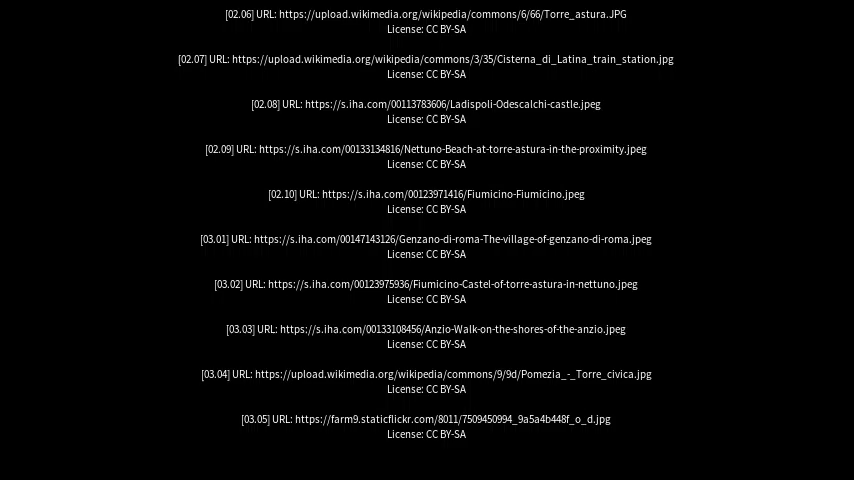 [02.06] URL: https://upload.wikimedia.org/wikipedia/commons/6/66/Torre_astura.JPG
License: CC BY-SA
[02.07] URL: https://upload.wikimedia.org/wikipedia/commons/3/35/Cisterna_di_Latina_train_station.jpg
License: CC BY-SA
[02.08] URL: https://s.iha.com/00113783606/Ladispoli-Odescalchi-castle.jpeg
License: CC BY-SA
[02.09] URL: https://s.iha.com/00133134816/Nettuno-Beach-at-torre-astura-in-the-proximity.jpeg
License: CC BY-SA
[02.10] URL: https://s.iha.com/00123971416/Fiumicino-Fiumicino.jpeg
License: CC BY-SA
[03.01] URL: https://s.iha.com/00147143126/Genzano-di-roma-The-village-of-genzano-di-roma.jpeg
License: CC BY-SA
[03.02] URL: https://s.iha.com/00123975936/Fiumicino-Castel-of-torre-astura-in-nettuno.jpeg
License: CC BY-SA
[03.03] URL: https://s.iha.com/00133108456/Anzio-Walk-on-the-shores-of-the-anzio.jpeg
License: CC BY-SA
[03.04] URL: https://upload.wikimedia.org/wikipedia/commons/9/9d/Pomezia_-_Torre_civica.jpg
License: CC BY-SA
[03.05] URL: https://farm9.staticflickr.com/8011/7509450994_9a5a4b448f_o_d.jpg
License: CC BY-SA